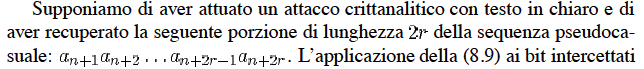 Supponiamo di aver attuato un attacco crittanalitico con testo in chiaro e di
aver recuperato la seguente porzione di lunghezza 2r della sequenza pseudoca-
suale: a_{n+1}a_{n+2} … a_{n+2r−1}a_{n+2r}. L'applicazione della (8.9) ai bit intercettati